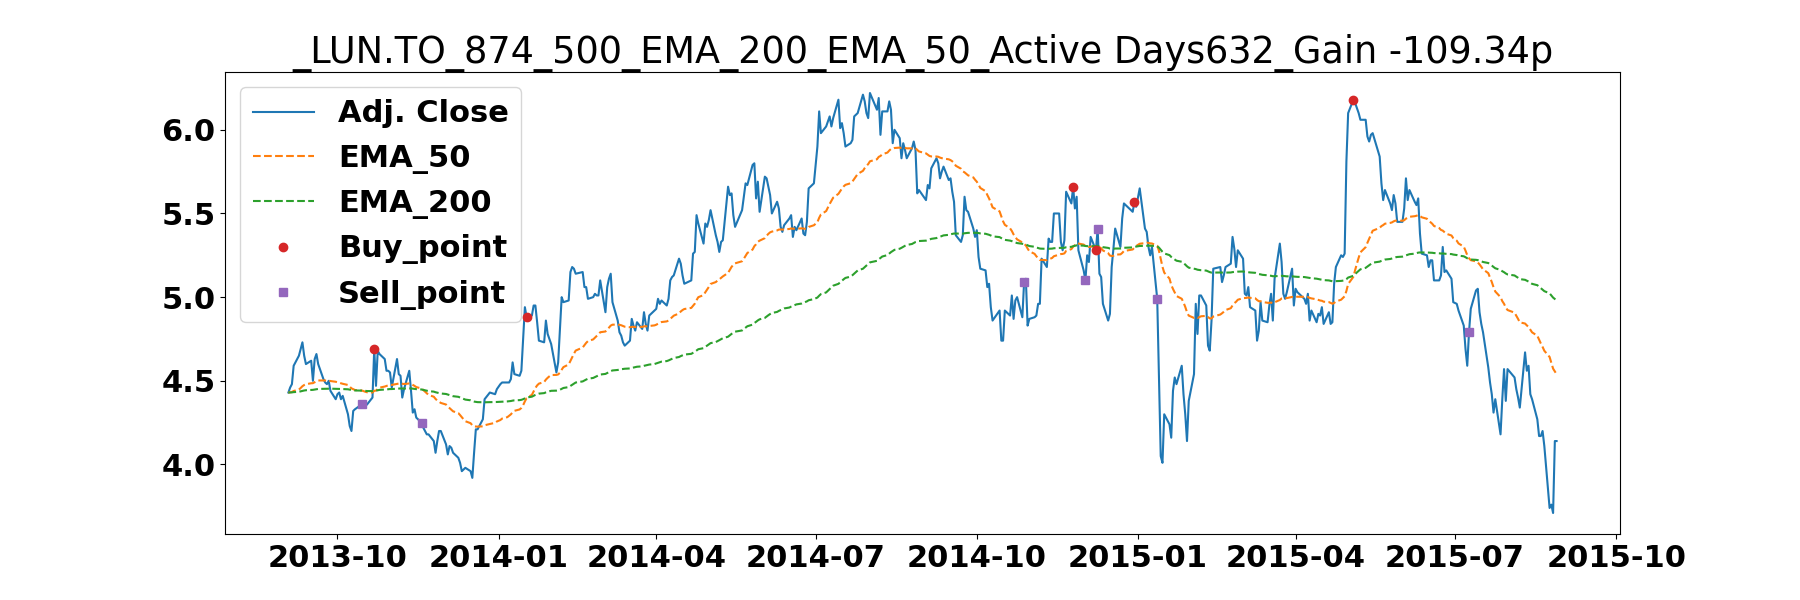 _LUN.TO_874_500_EMA_200_EMA_50_Active Days632_Gain -109.34p
Adj. Close
EMA_50
EMA_200
Buy_point
Sell_point
6.0
5.5
5.0
4.5
4.0
2013-10 2014-01 2014-04 2014-07 2014-10 2015-01 2015-04 2015-07 2015-10